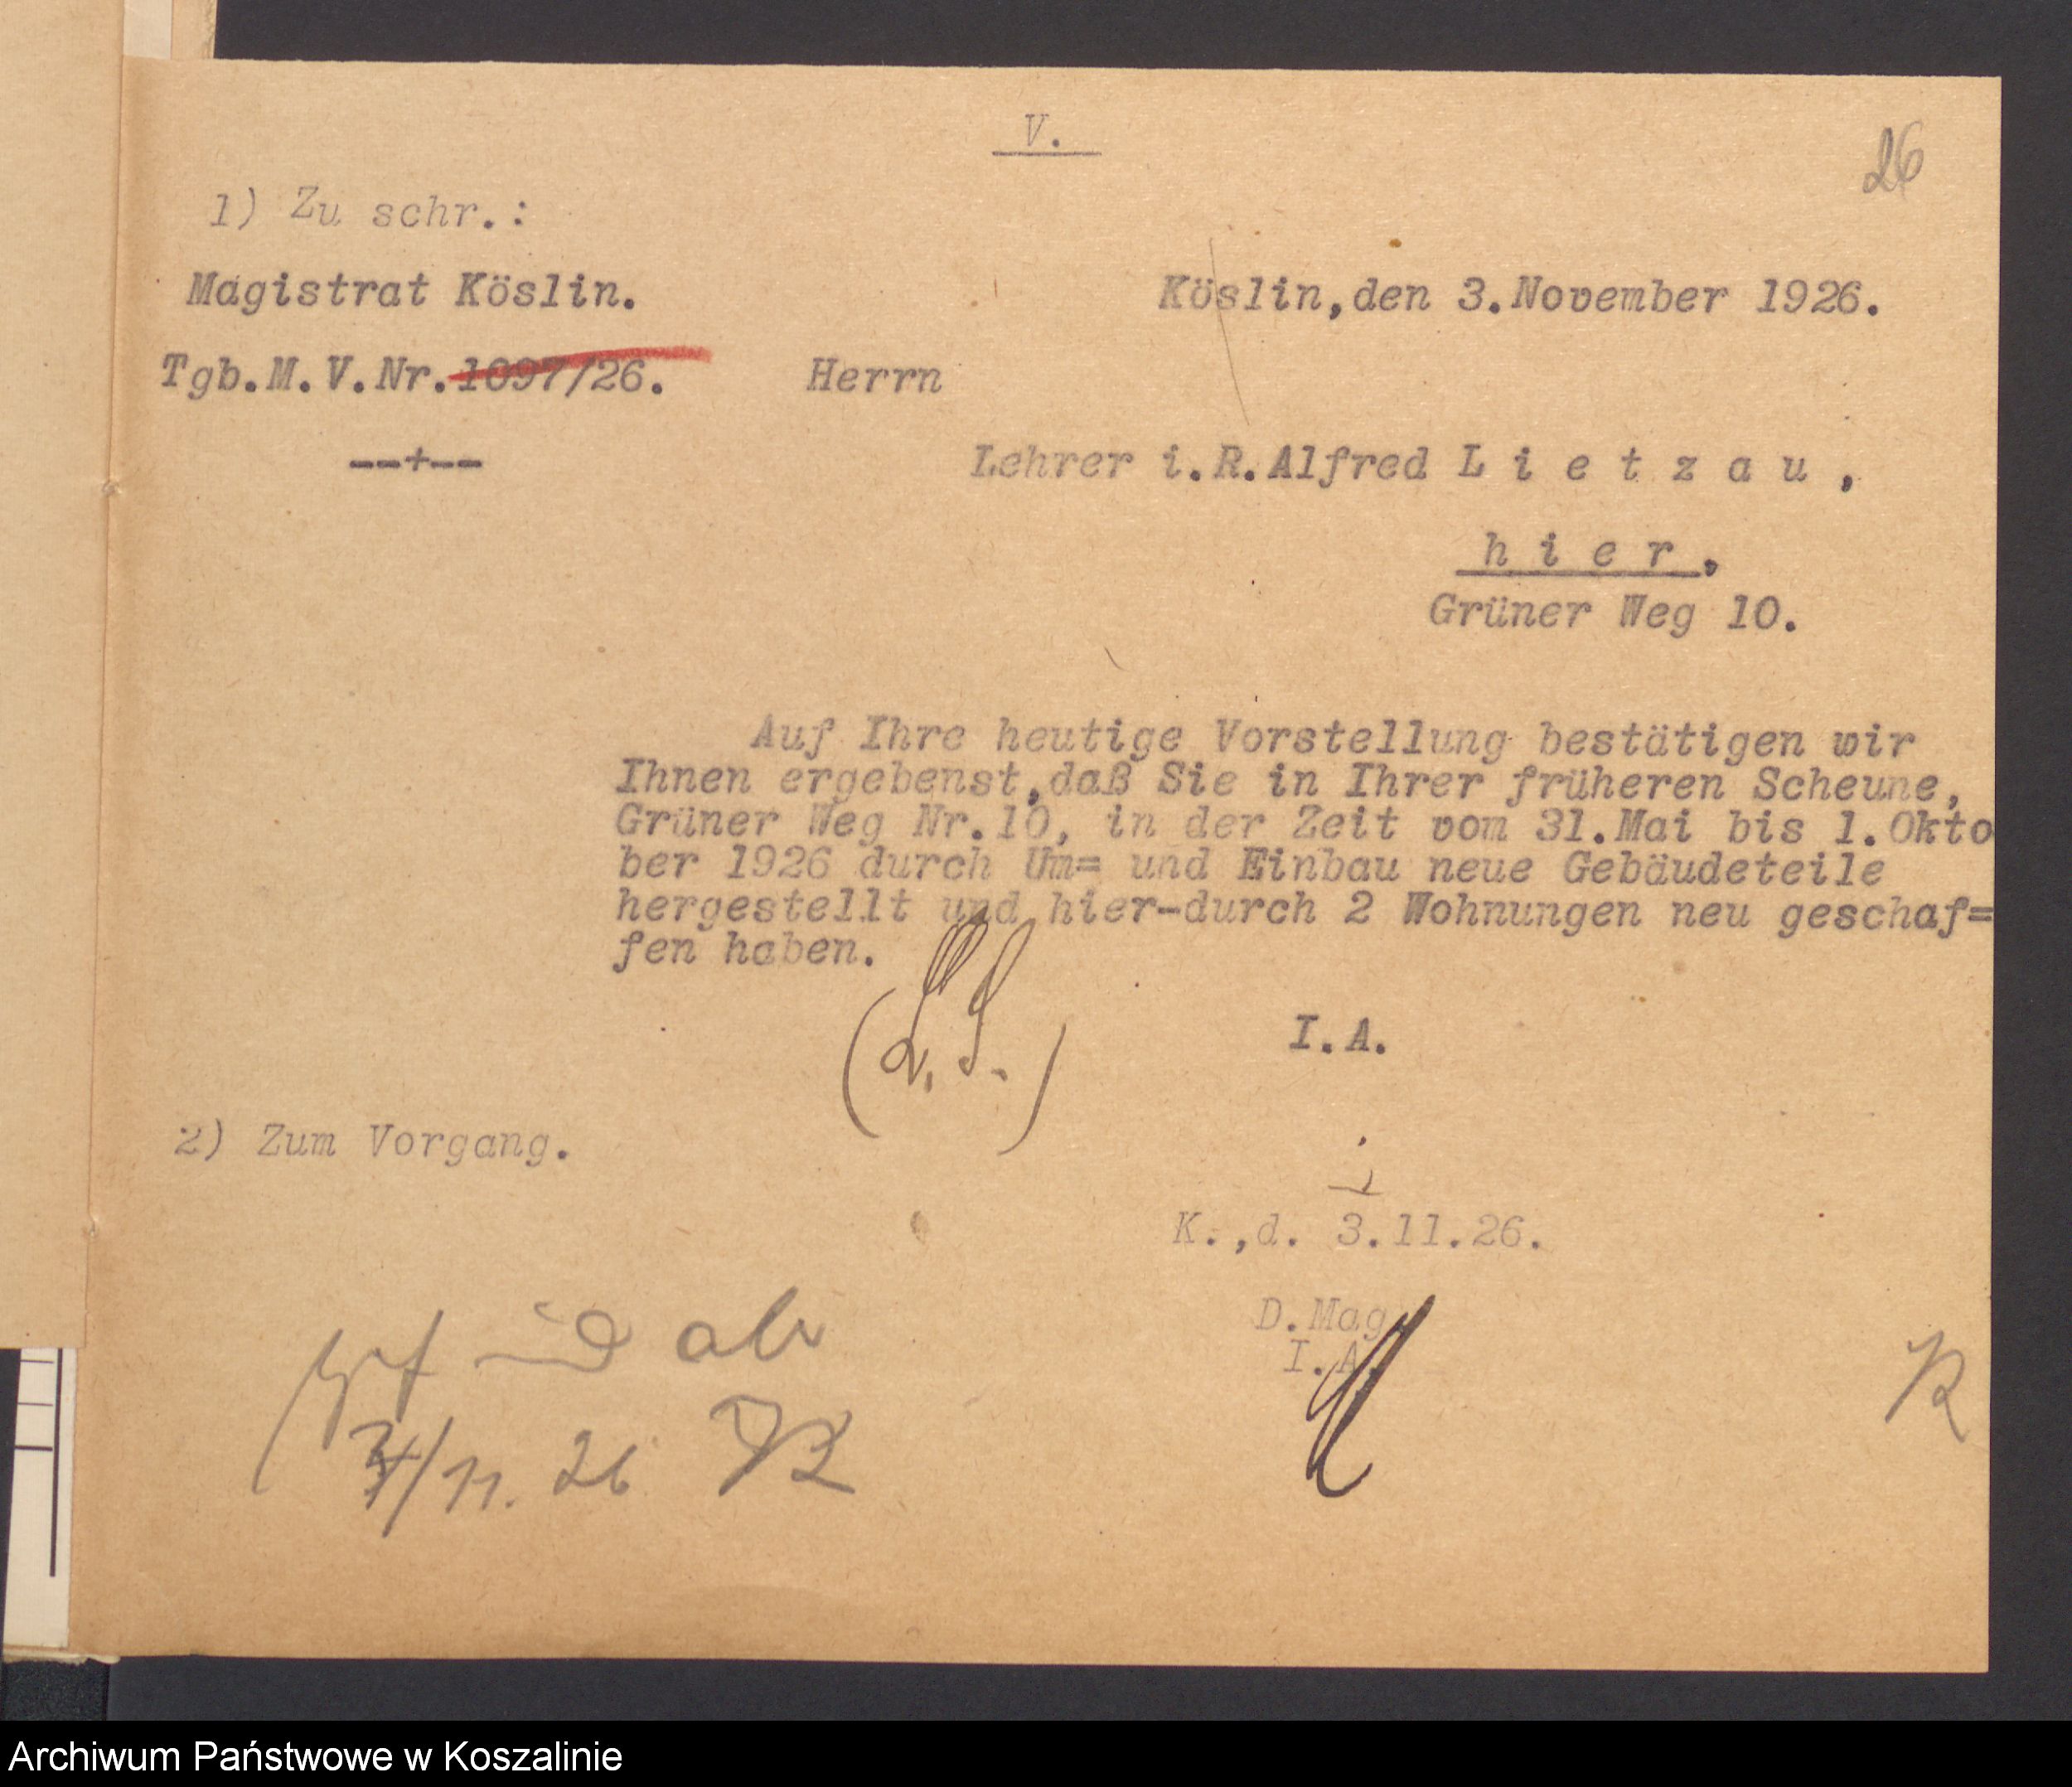 V.
26
1) Zu schr.:
Magistrat Köslin.
Köslin,den 3.November 1926.
Tgb.M.V.Nr.1097/26.
Herrn
--+--
Lehrer i.R.Alfred L i e t z a u ,
h i e r .
Grüner Weg 10.
Auf Ihre heutige Vorstellung bestätigen wir
Ihnen ergebenst,daß Sie in Ihrer früheren Scheune,
Grüner Weg Nr.10, in der Zeit vom 31.Mai bis 1.Okto
ber 1926 durch Um= und Einbau neue Gebäudeteile
hergestellt und hier-durch 2 Wohnungen neu geschaf=
fen haben.
(L.S.)
I.A.
2) Zum Vorgang.
K.,d. 3.11.26.
D.Mag.
I.A.
ab
/11. 26
Archiwum Państwowe w Koszalinie